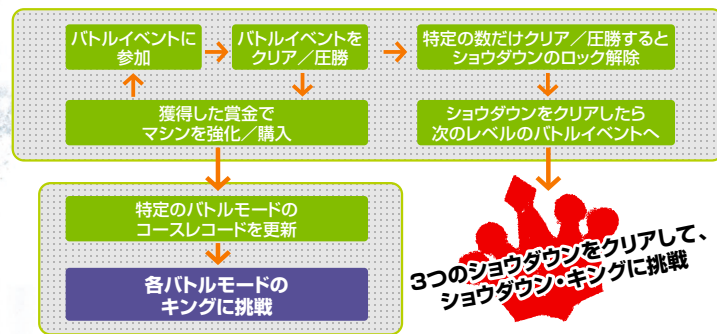 バトルイベントに
参加
バトルイベントを
クリア／圧勝
特定の数だけクリア／圧勝すると
ショウダウンのロック解除
獲得した賞金で
マシンを強化／購入
ショウダウンをクリアしたら
次のレベルのバトルイベントへ
特定のバトルモードの
コースレコードを更新
各バトルモードの
キングに挑戦
3つのショウダウンをクリアして、
ショウダウン・キングに挑戦